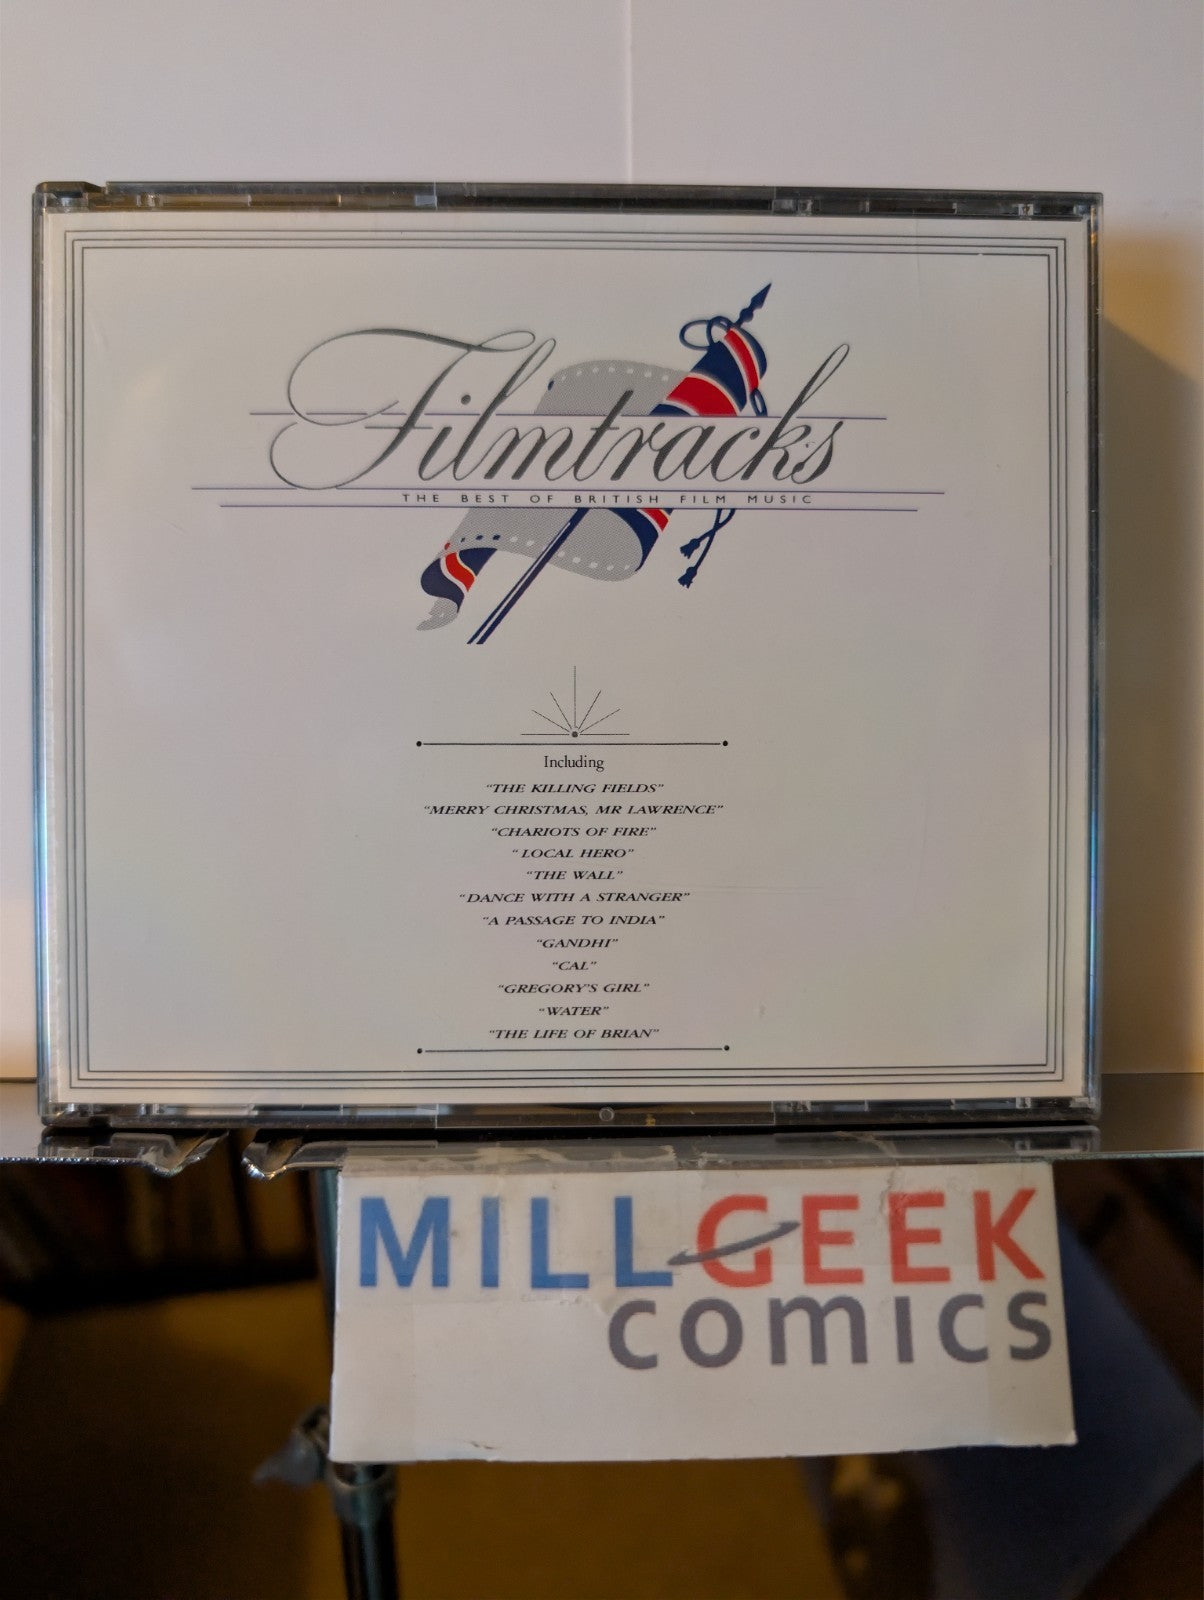 Filmtracks
THE BEST OF BRITISH FILM MUSIC
Including
"THE KILLING FIELDS"
"MERRY CHRISTMAS, MR LAWRENCE"
"CHARIOTS OF FIRE"
"LOCAL HERO"
"THE WALL"
"DANCE WITH A STRANGER"
"A PASSAGE TO INDIA"
"GANDHI"
"CAL"
"GREGORY'S GIRL"
"WATER"
"THE LIFE OF BRIAN"
MILLGEEK
comics